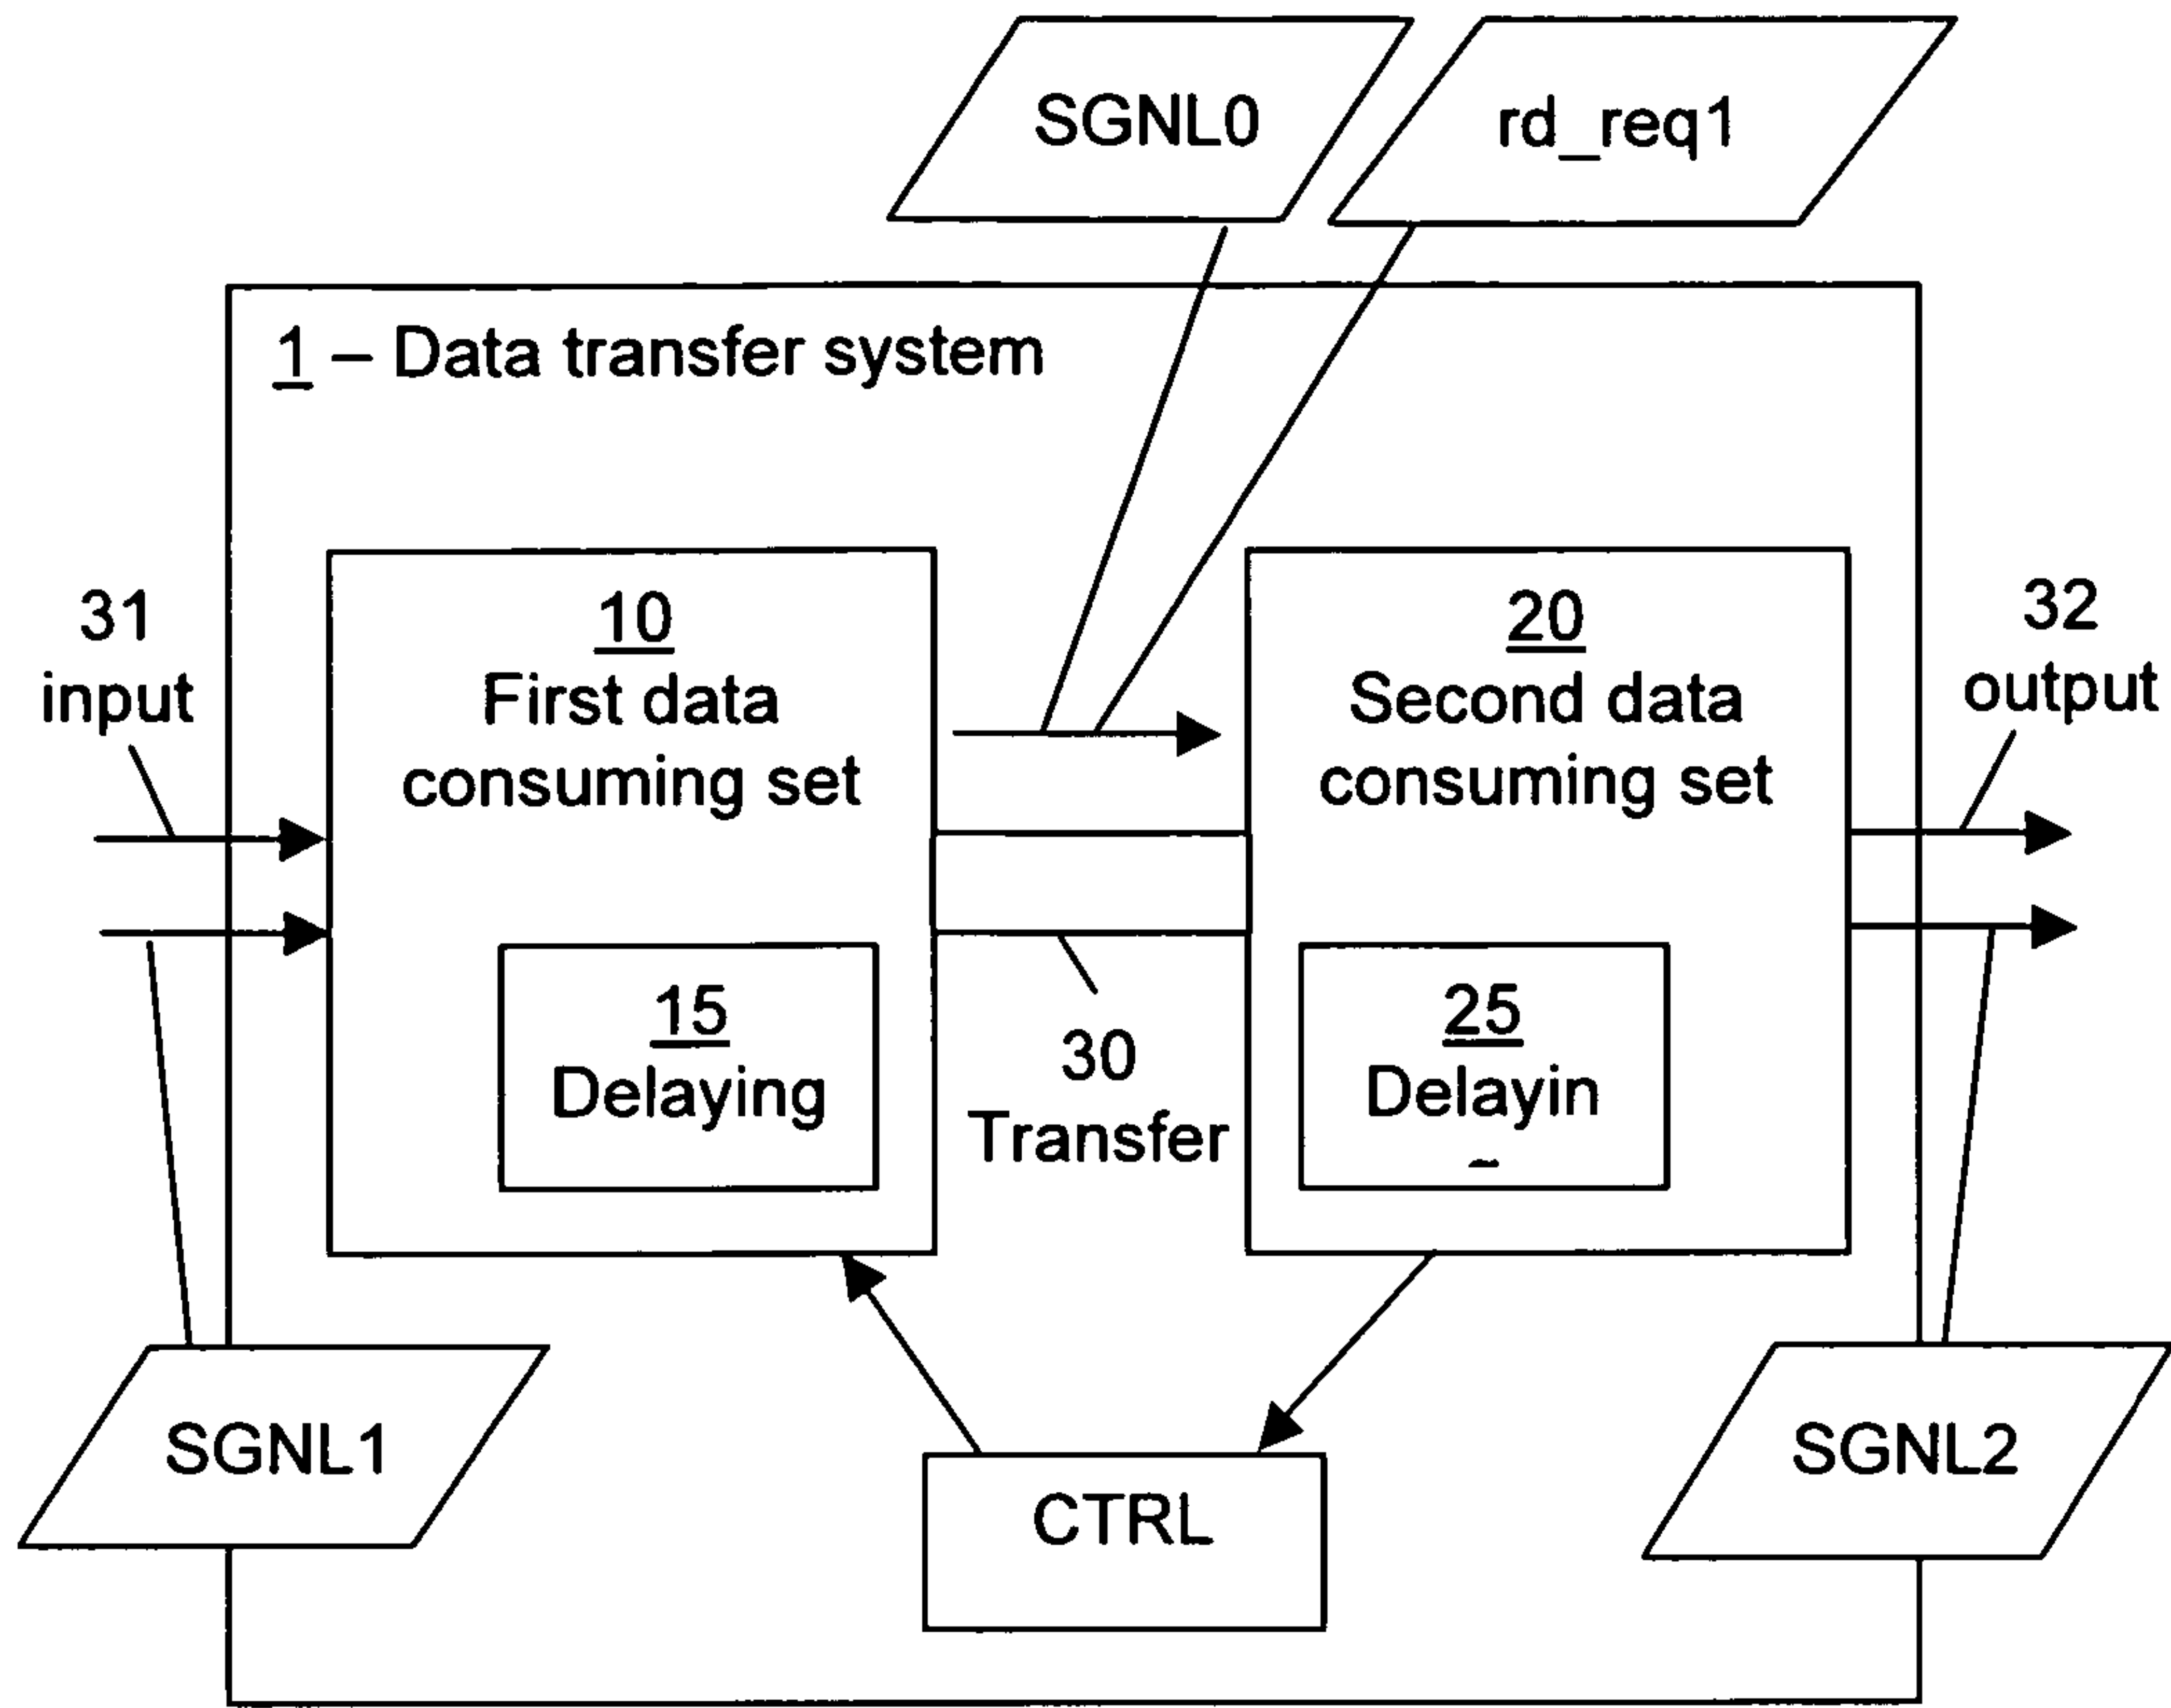 SGNL0
rd_req1
1 – Data transfer system
31
input
10
First data
consuming set
20
Second data
consuming set
32
output
15
Delaying
30
Transfer
25
Delayin
SGNL1
CTRL
SGNL2